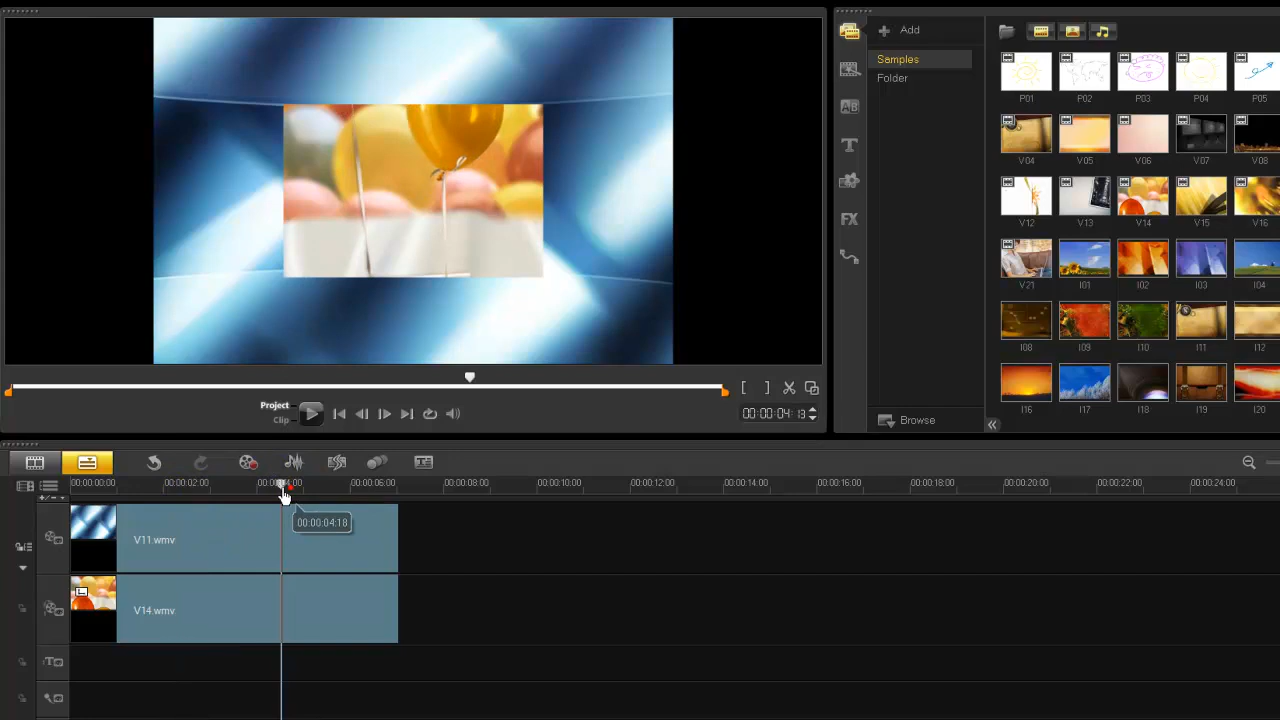 Add
Samples
Folder
P01 P02 P03 P04 P05
V04 V05 V06 V07 V08
V12 V13 V14 V15 V16
V21 I01 I02 I03 I04
I08 I09 I10 I11 I12
I16 I17 I18 I19 I20
Browse
Project
Clip
00:00:04:13
00:00:00:00 00:00:02:00 00:00:04:00 00:00:06:00 00:00:08:00 00:00:10:00 00:00:12:00 00:00:14:00 00:00:16:00 00:00:18:00 00:00:20:00 00:00:22:00 00:00:24:00
00:00:04:18
V11.wmv
V14.wmv
AB
T
FX